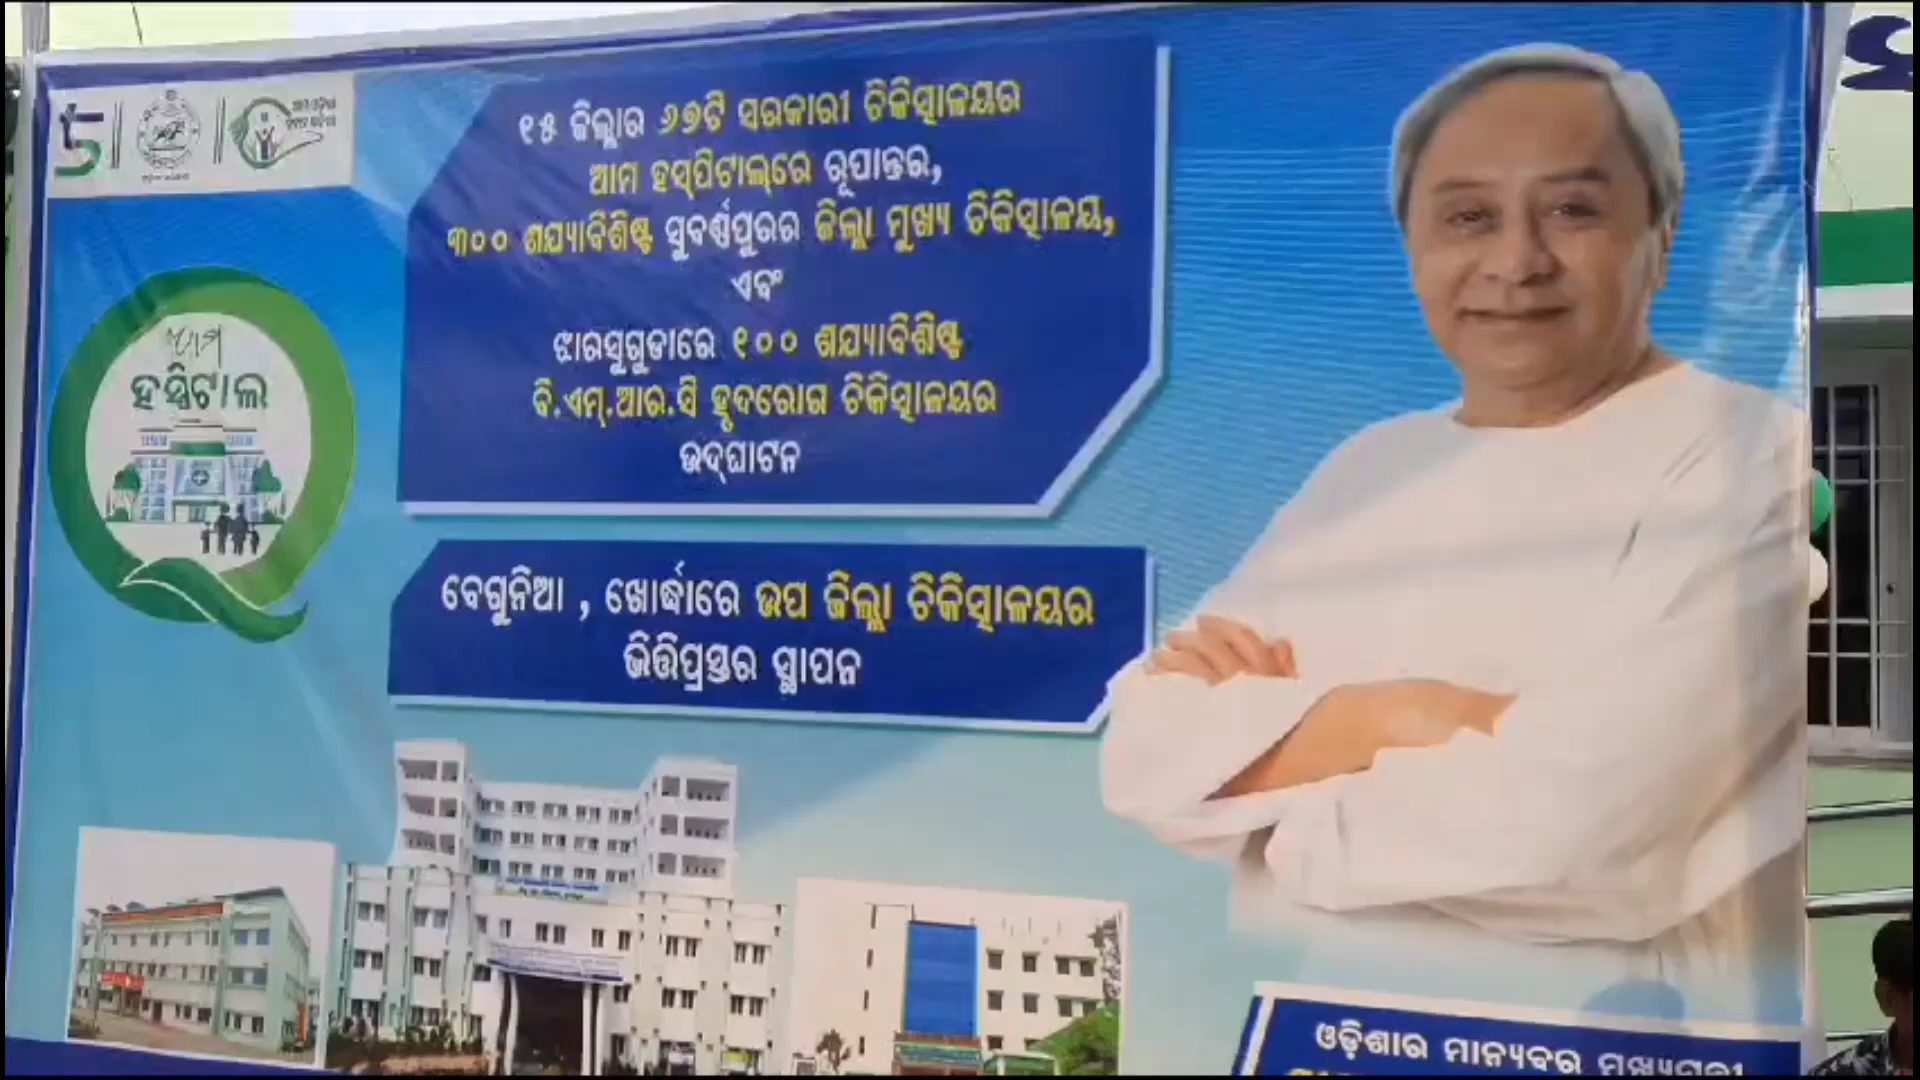 ୧୫ ଜିଲ୍ଲାର ୬୭ଟି ସରକାରୀ ଚିକିତ୍ସାଳୟର
ଆମ ହସ୍‌ପିଟାଲ୍‌ରେ ରୂପାନ୍ତର,
୩୦୦ ଶଯ୍ୟାବିଶିଷ୍ଟ ସୁବର୍ଣ୍ଣପୁରର ଜିଲ୍ଲା ମୁଖ୍ୟ ଚିକିତ୍ସାଳୟ,
ଏବଂ
ଝାରସୁଗୁଡାରେ ୧୦୦ ଶଯ୍ୟାବିଶିଷ୍ଟ
ବି.ଏମ୍.ଆର.ସି ହୃଦରୋଗ ଚିକିତ୍ସାଳୟର
ଉଦ୍‌ଘାଟନ
ଆମ
ହସ୍ପିଟାଲ
ବେଗୁନିଆ , ଖୋର୍ଦ୍ଧାରେ ଉପ ଜିଲ୍ଲା ଚିକିତ୍ସାଳୟର
ଭିତ୍ତିପ୍ରସ୍ତର ସ୍ଥାପନ
ଓଡ଼ିଶାର ମାନ୍ୟବର ମୁଖ୍ୟମନ୍ତ୍ରୀ